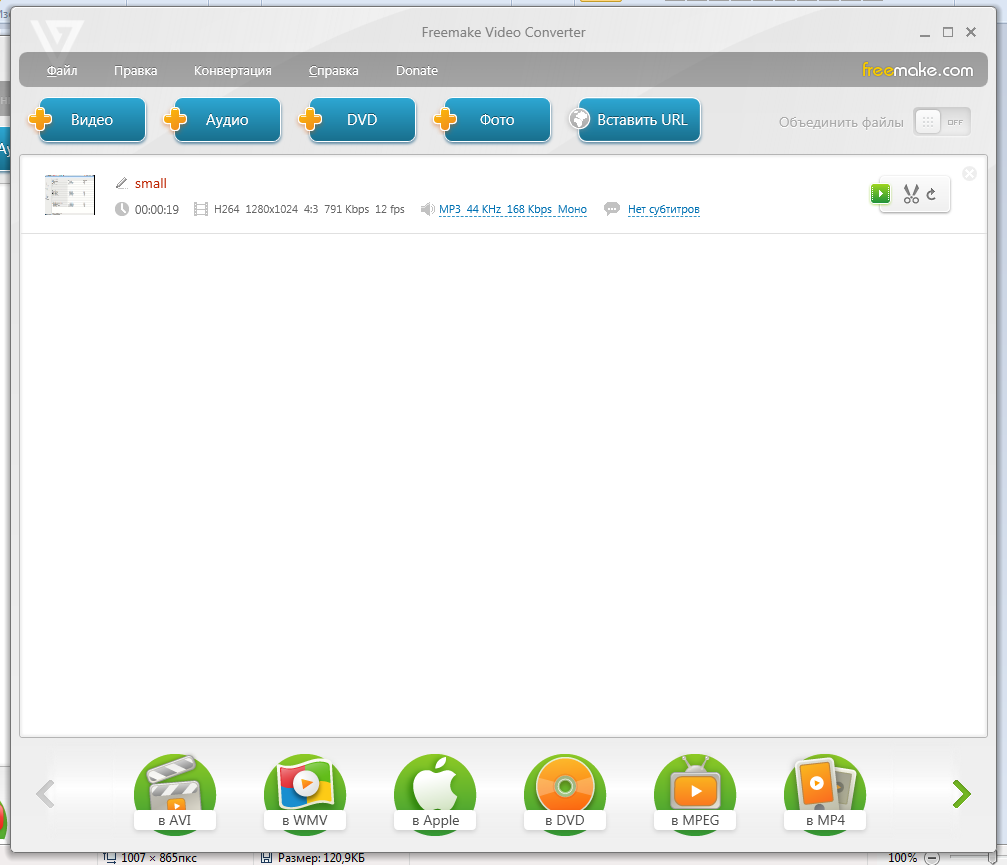 Freemake Video Converter
Файл Правка Конвертация Справка Donate
freemake.com
Видео Аудио DVD Фото Вставить URL
Объединить файлы OFF
small
00:00:19 H264 1280x1024 4:3 791 Kbps 12 fps MP3 44 KHz 168 Kbps Моно Нет субтитров
в AVI в WMV в Apple в DVD в MPEG в MP4
1007 × 865пкс Размер: 120,9КБ 100%